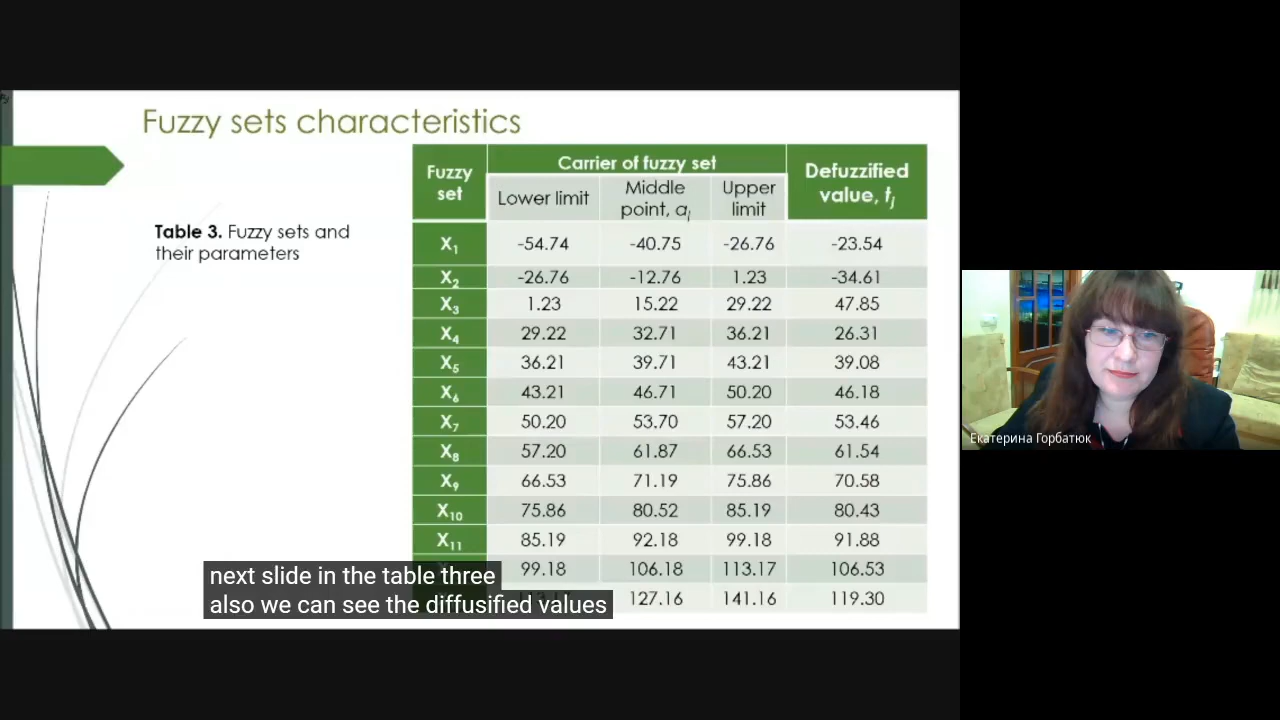 Fuzzy sets characteristics
Table 3. Fuzzy sets and
their parameters
Fuzzy set Carrier of fuzzy set Defuzzified value, tj
Lower limit Middle point, aj Upper limit
X1 -54.74 -40.75 -26.76 -23.54
X2 -26.76 -12.76 1.23 -34.61
X3 1.23 15.22 29.22 47.85
X4 29.22 32.71 36.21 26.31
X5 36.21 39.71 43.21 39.08
X6 43.21 46.71 50.20 46.18
X7 50.20 53.70 57.20 53.46
X8 57.20 61.87 66.53 61.54
X9 66.53 71.19 75.86 70.58
X10 75.86 80.52 85.19 80.43
X11 85.19 92.18 99.18 91.88
99.18 106.18 113.17 106.53
127.16 141.16 119.30
next slide in the table three
also we can see the diffusified values
Екатерина Горбатюк